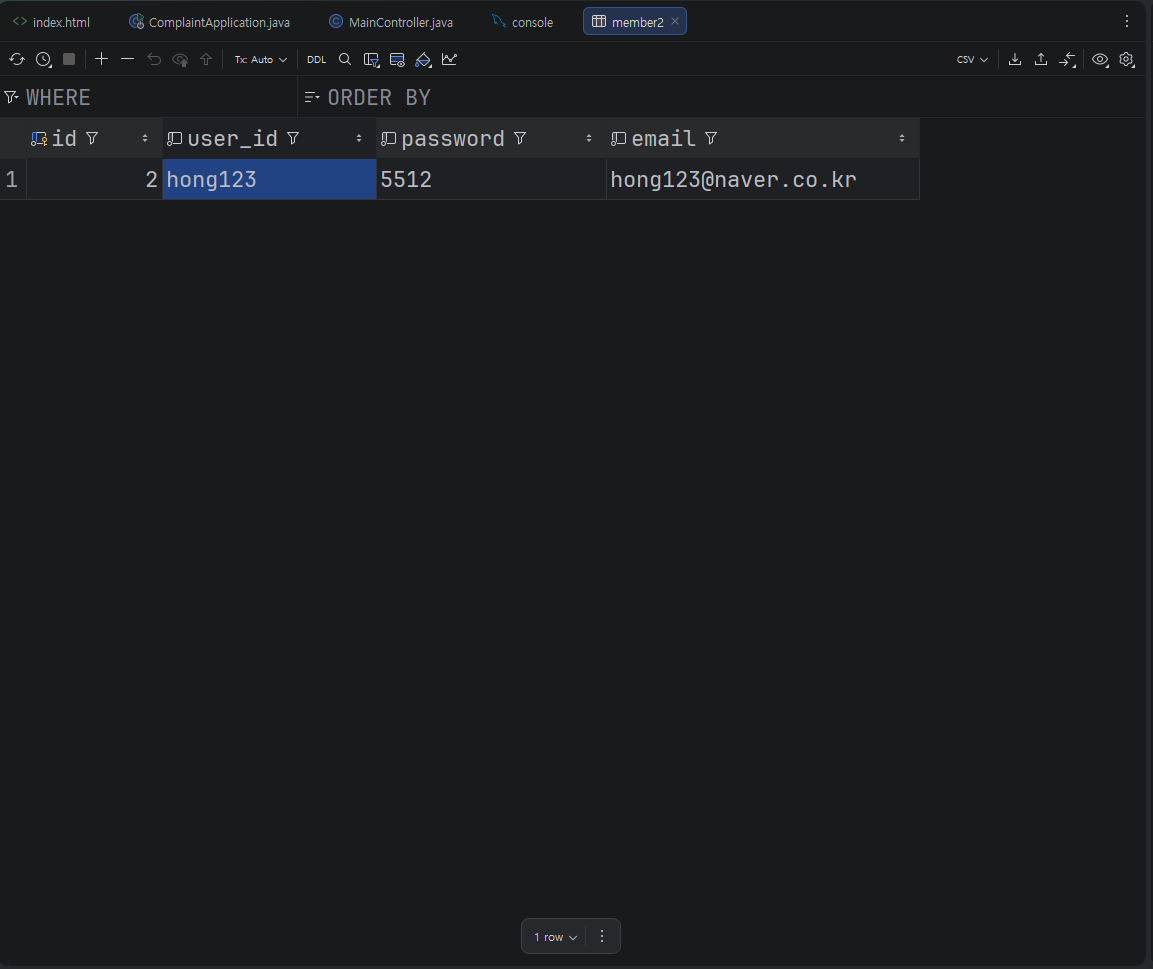 index.html ComplaintApplication.java MainController.java console member2
Tx: Auto DDL CSV
WHERE ORDER BY
id user_id password email
1 2 hong123 5512 hong123@naver.co.kr
1 row